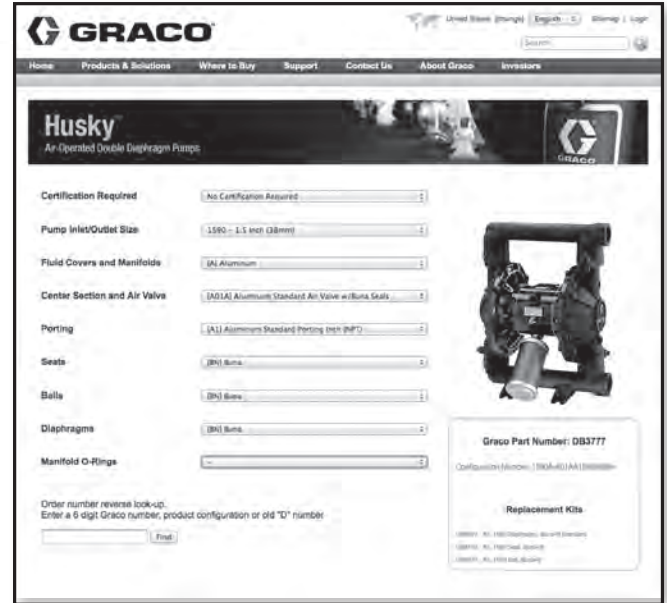 GRACO
United States (change) English Sitemap | Login
Search
Home Products & Solutions Where to Buy Support Contact Us About Graco Investors
Husky™
Air-Operated Double Diaphragm Pumps
GRACO
Certification Required No Certification Required
Pump Inlet/Outlet Size 1590 - 1.5 inch (38mm)
Fluid Covers and Manifolds [A] Aluminum
Center Section and Air Valve [A01A] Aluminum Standard Air Valve w/Buna Seals
Porting [A1] Aluminum Standard Porting Inch (NPT)
Seats [BN] Buna
Balls [BN] Buna
Diaphragms [BN] Buna
Manifold O-Rings --
Graco Part Number: DB3777
Configuration Number:
Replacement Kits
Order number reverse look-up.
Enter a 6 digit Graco number, product configuration or old "D" number
Find